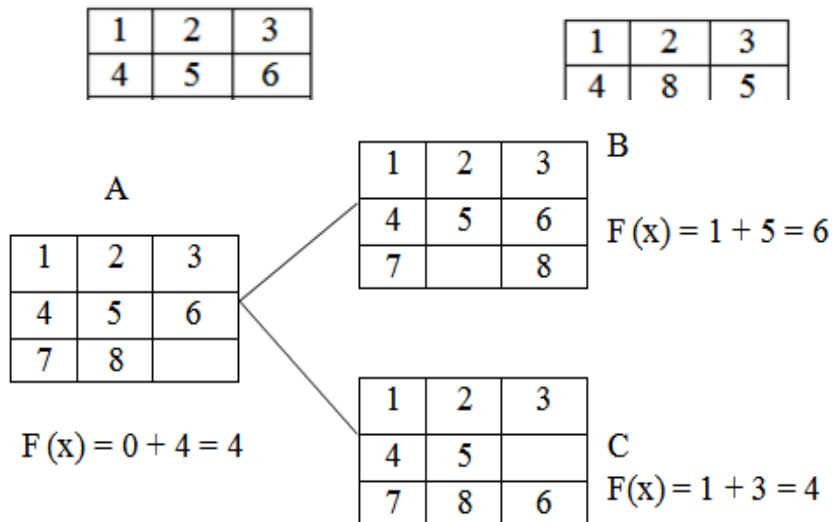 1 2 3
4 5 6
1 2 3
4 8 5
A
1 2 3
4 5 6
7 8
F (x) = 0 + 4 = 4
B
1 2 3
4 5 6
7 8
F (x) = 1 + 5 = 6
1 2 3
4 5
7 8 6
C
F(x) = 1 + 3 = 4